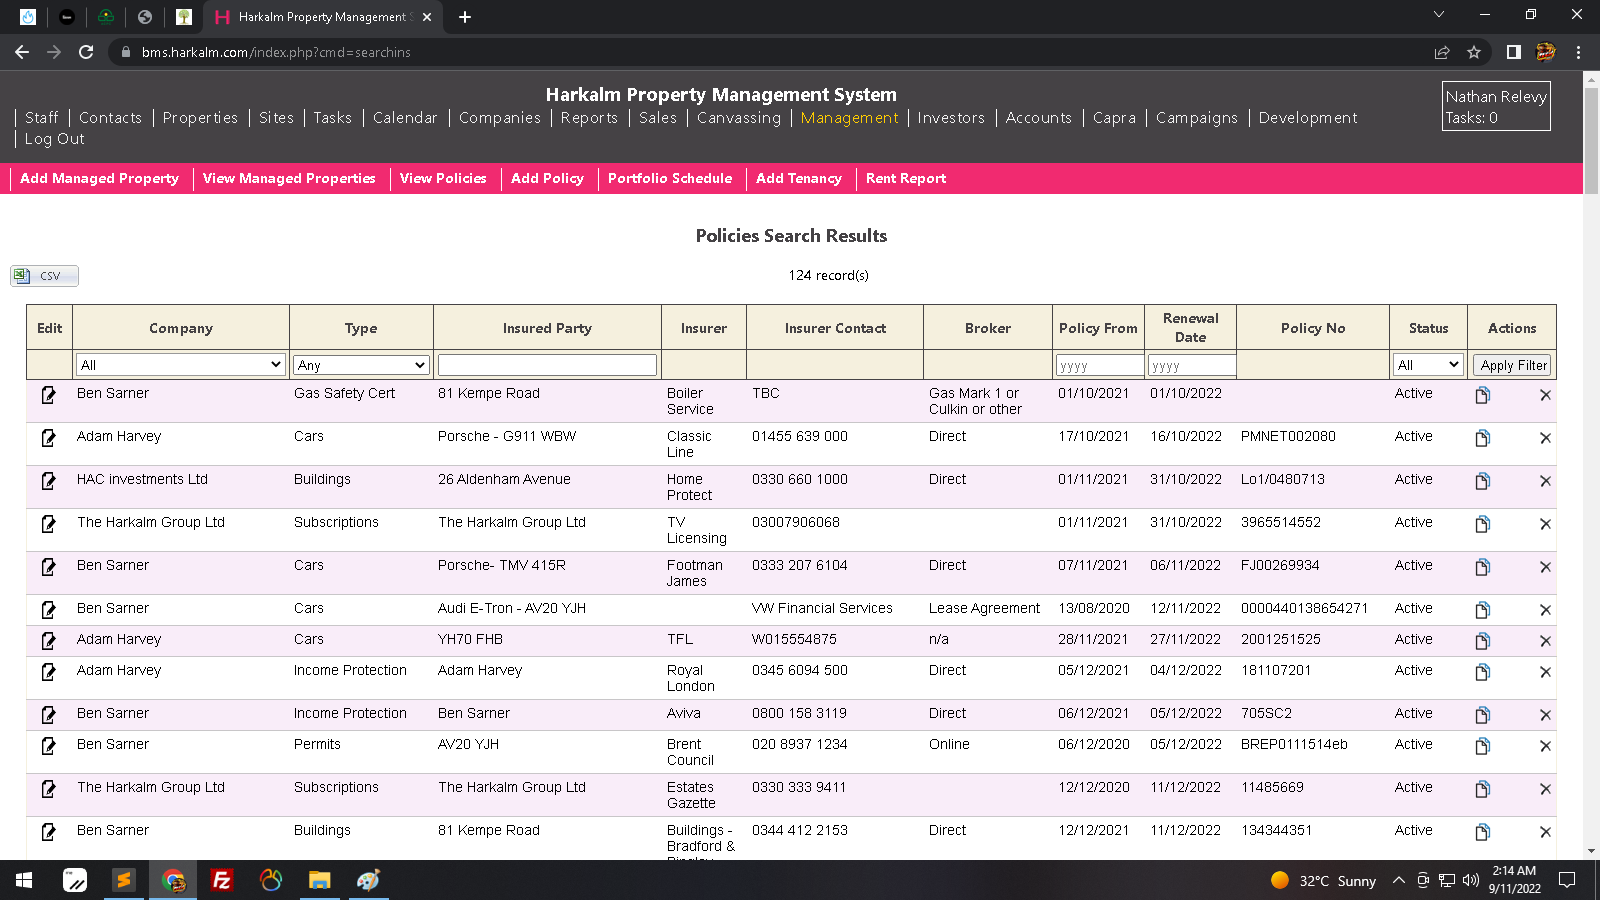 Harkalm Property Management S
bms.harkalm.com/index.php?cmd=searchins
Harkalm Property Management System
Nathan Relevy
Tasks: 0
Staff Contacts Properties Sites Tasks Calendar Companies Reports Sales Canvassing Management Investors Accounts Capra Campaigns Development
Log Out
Add Managed Property View Managed Properties View Policies Add Policy Portfolio Schedule Add Tenancy Rent Report
Policies Search Results
CSV
124 record(s)
Edit Company Type Insured Party Insurer Insurer Contact Broker Policy From Renewal Date Policy No Status Actions
All Any yyyy yyyy All Apply Filter
Ben Sarner Gas Safety Cert 81 Kempe Road Boiler Service TBC Gas Mark 1 or Culkin or other 01/10/2021 01/10/2022 Active
Adam Harvey Cars Porsche - G911 WBW Classic Line 01455 639 000 Direct 17/10/2021 16/10/2022 PMNET002080 Active
HAC investments Ltd Buildings 26 Aldenham Avenue Home Protect 0330 660 1000 Direct 01/11/2021 31/10/2022 Lo1/0480713 Active
The Harkalm Group Ltd Subscriptions The Harkalm Group Ltd TV Licensing 03007906068 01/11/2021 31/10/2022 3965514552 Active
Ben Sarner Cars Porsche- TMV 415R Footman James 0333 207 6104 Direct 07/11/2021 06/11/2022 FJ00269934 Active
Ben Sarner Cars Audi E-Tron - AV20 YJH VW Financial Services Lease Agreement 13/08/2020 12/11/2022 0000440138654271 Active
Adam Harvey Cars YH70 FHB TFL W015554875 n/a 28/11/2021 27/11/2022 2001251525 Active
Adam Harvey Income Protection Adam Harvey Royal London 0345 6094 500 Direct 05/12/2021 04/12/2022 181107201 Active
Ben Sarner Income Protection Ben Sarner Aviva 0800 158 3119 Direct 06/12/2021 05/12/2022 705SC2 Active
Ben Sarner Permits AV20 YJH Brent Council 020 8937 1234 Online 06/12/2020 05/12/2022 BREP0111514eb Active
The Harkalm Group Ltd Subscriptions The Harkalm Group Ltd Estates Gazette 0330 333 9411 12/12/2020 11/12/2022 11485669 Active
Ben Sarner Buildings 81 Kempe Road Buildings - Bradford & 0344 412 2153 Direct 12/12/2021 11/12/2022 134344351 Active
32°C Sunny
2:14 AM
9/11/2022